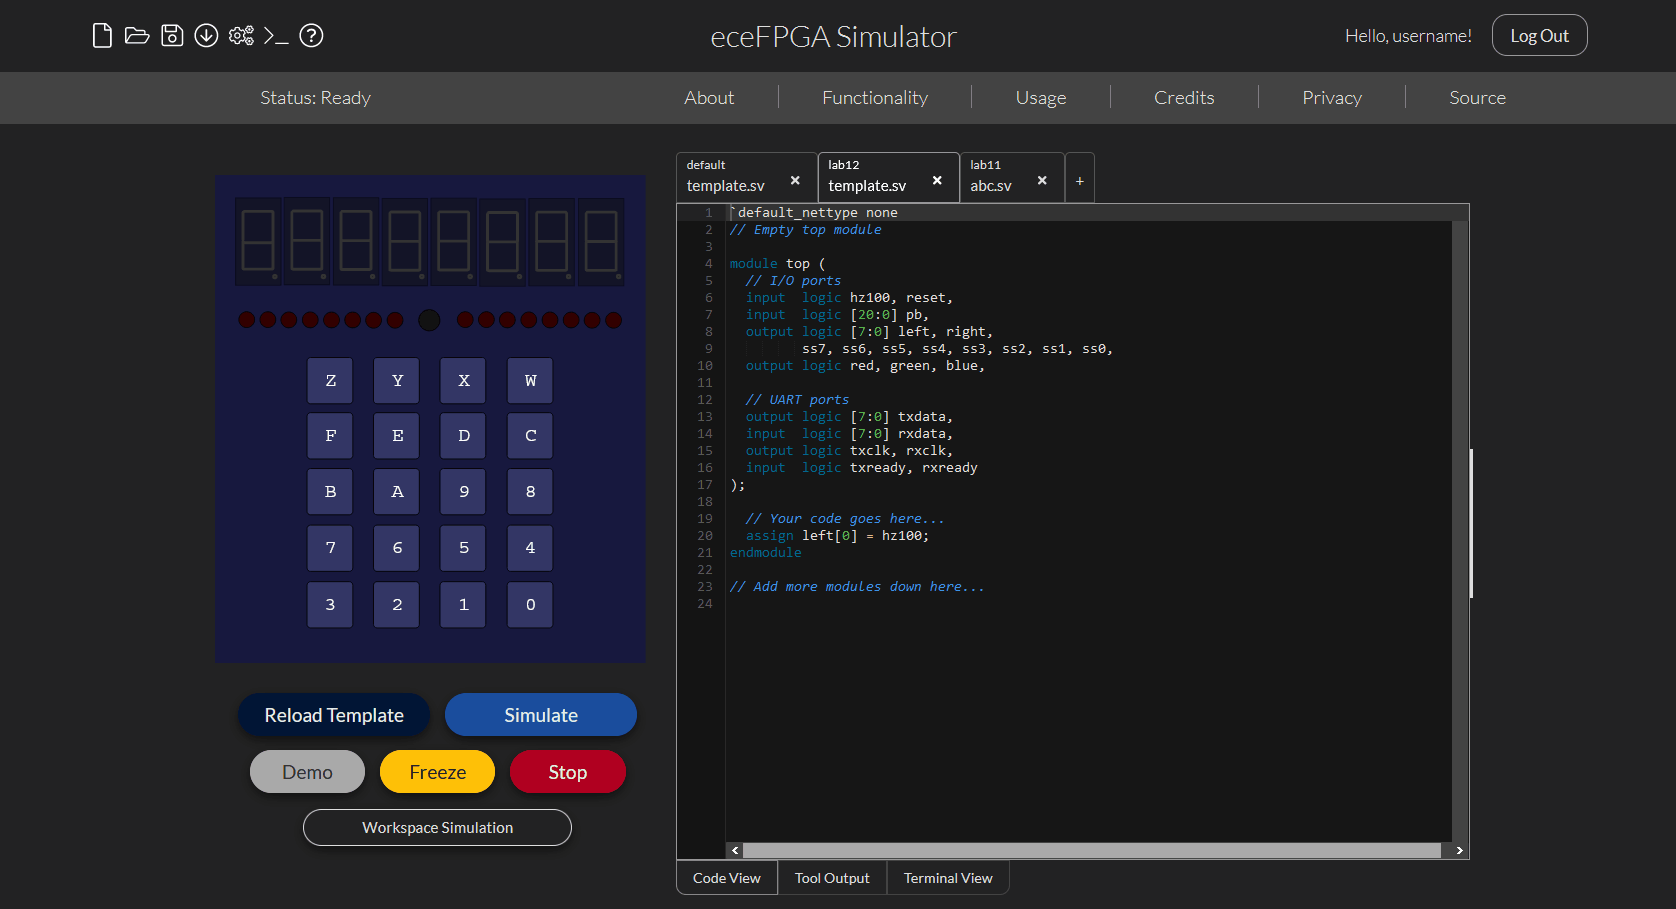 eceFPGA Simulator
Hello, username!
Log Out
Status: Ready
About
Functionality
Usage
Credits
Privacy
Source
default
template.sv ×
lab12
template.sv ×
lab11
abc.sv ×
+
Z Y X W
F E D C
B A 9 8
7 6 5 4
3 2 1 0
Reload Template
Simulate
Demo
Freeze
Stop
Workspace Simulation
1 `default_nettype none
2 // Empty top module
3
4 module top (
5 // I/O ports
6 input logic hz100, reset,
7 input logic [20:0] pb,
8 output logic [7:0] left, right,
9 ss7, ss6, ss5, ss4, ss3, ss2, ss1, ss0,
10 output logic red, green, blue,
11
12 // UART ports
13 output logic [7:0] txdata,
14 input logic [7:0] rxdata,
15 output logic txclk, rxclk,
16 input logic txready, rxready
17 );
18
19 // Your code goes here...
20 assign left[0] = hz100;
21 endmodule
22
23 // Add more modules down here...
24
Code View
Tool Output
Terminal View